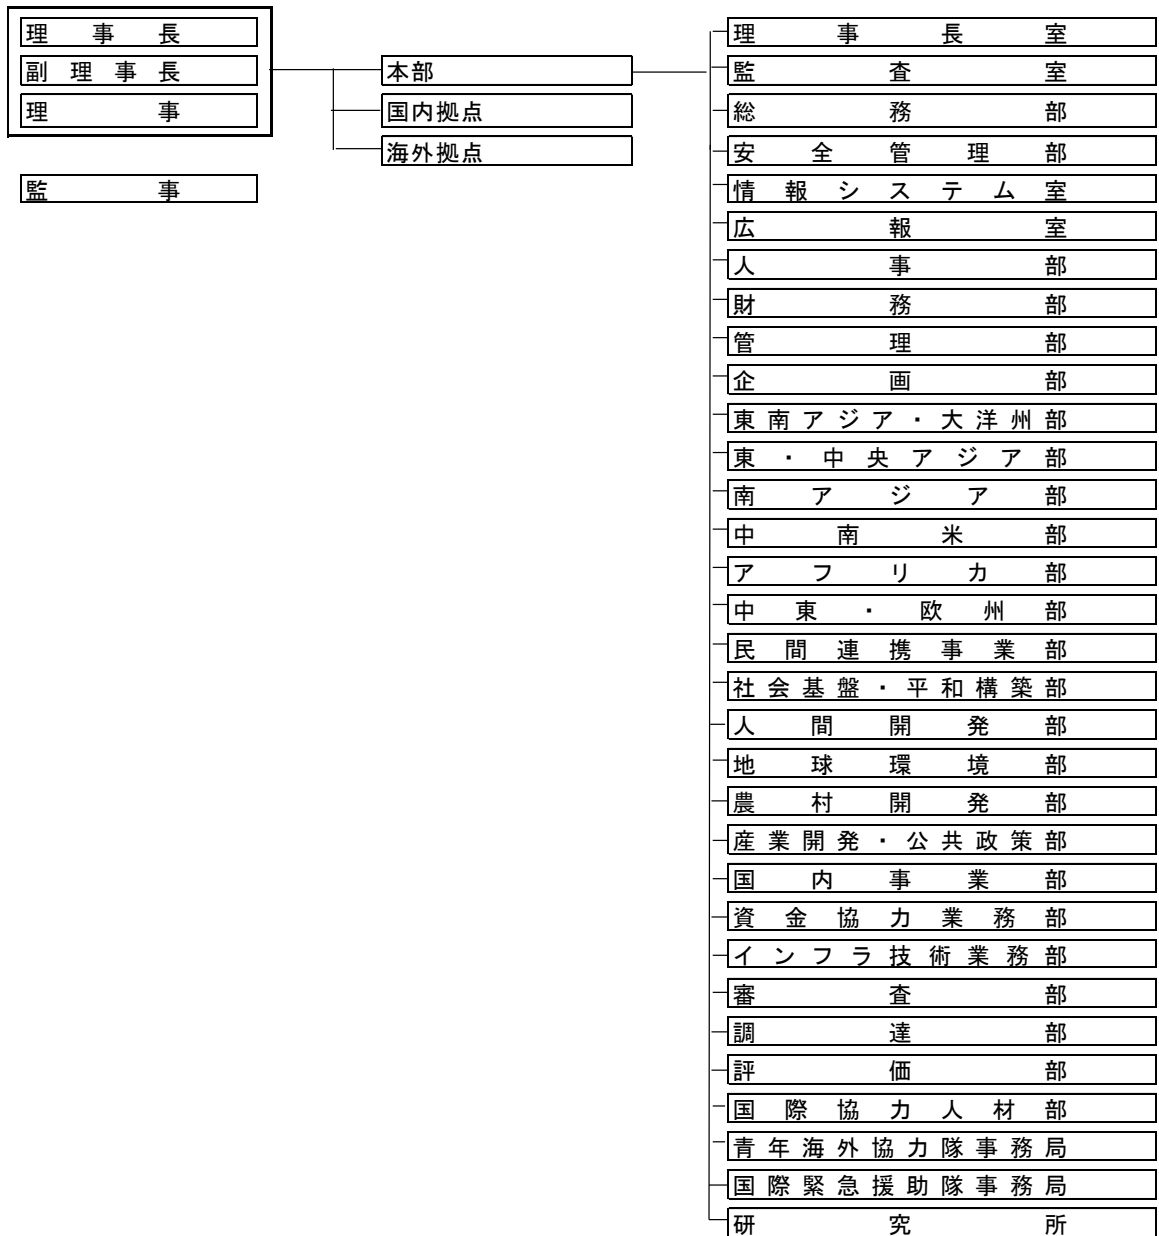 理事長
副理事長
理事
監事
本部
国内拠点
海外拠点
理事長室
監査室
総務部
安全管理部
情報システム室
広報室
人事部
財務部
管理部
企画部
東南アジア・大洋州部
東・中央アジア部
南アジア部
中南米部
アフリカ部
中東・欧州部
民間連携事業部
社会基盤・平和構築部
人間開発部
地球環境部
農村開発部
産業開発・公共政策部
国内事業部
資金協力業務部
インフラ技術業務部
審査部
調達部
評価部
国際協力人材部
青年海外協力隊事務局
国際緊急援助隊事務局
研究所